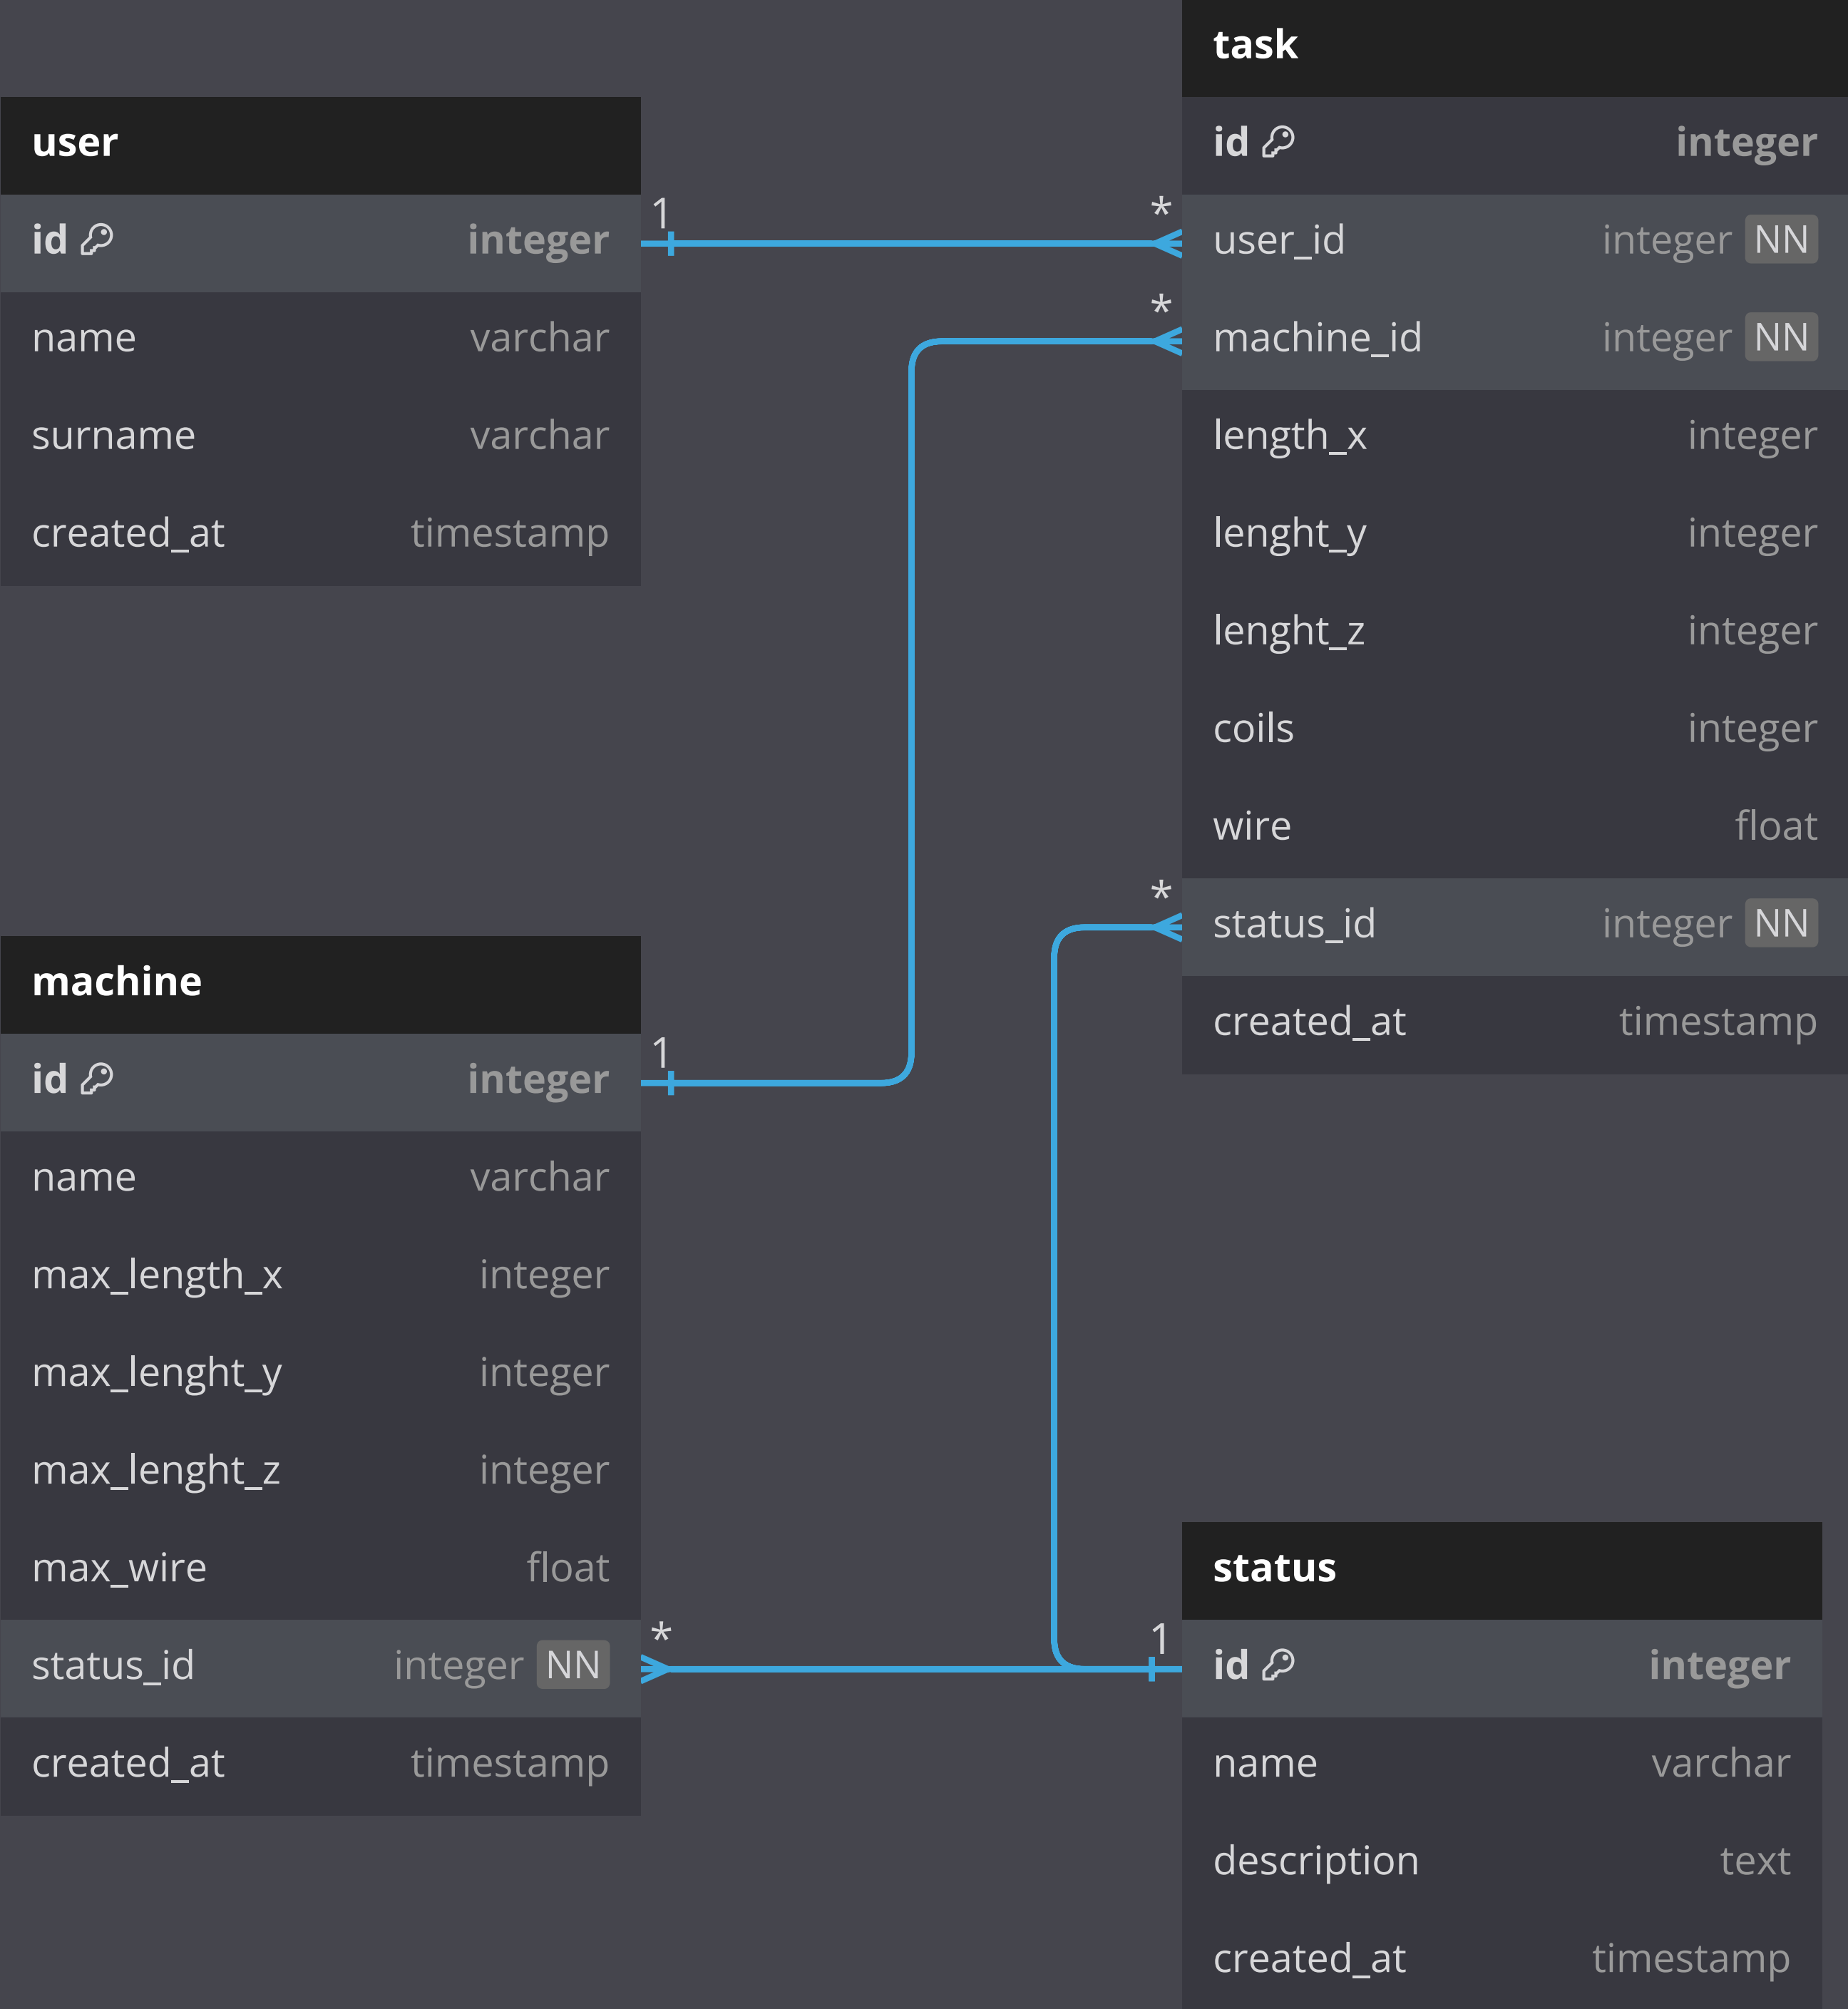 user
id integer
name varchar
surname varchar
created_at timestamp
1
*
*
task
id integer
user_id integer NN
machine_id integer NN
length_x integer
lenght_y integer
lenght_z integer
coils integer
wire float
status_id integer NN
created_at timestamp
*
machine
id integer
name varchar
max_length_x integer
max_lenght_y integer
max_lenght_z integer
max_wire float
status_id integer NN
created_at timestamp
1
*
1
status
id integer
name varchar
description text
created_at timestamp